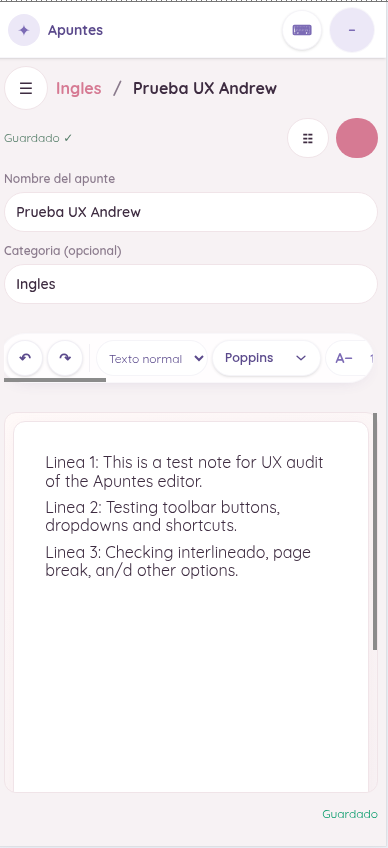 Apuntes
Ingles / Prueba UX Andrew
Guardado ✓
Nombre del apunte
Prueba UX Andrew
Categoria (opcional)
Ingles
Texto normal Poppins A−
Linea 1: This is a test note for UX audit
of the Apuntes editor.
Linea 2: Testing toolbar buttons,
dropdowns and shortcuts.
Linea 3: Checking interlineado, page
break, an/d other options.
Guardado